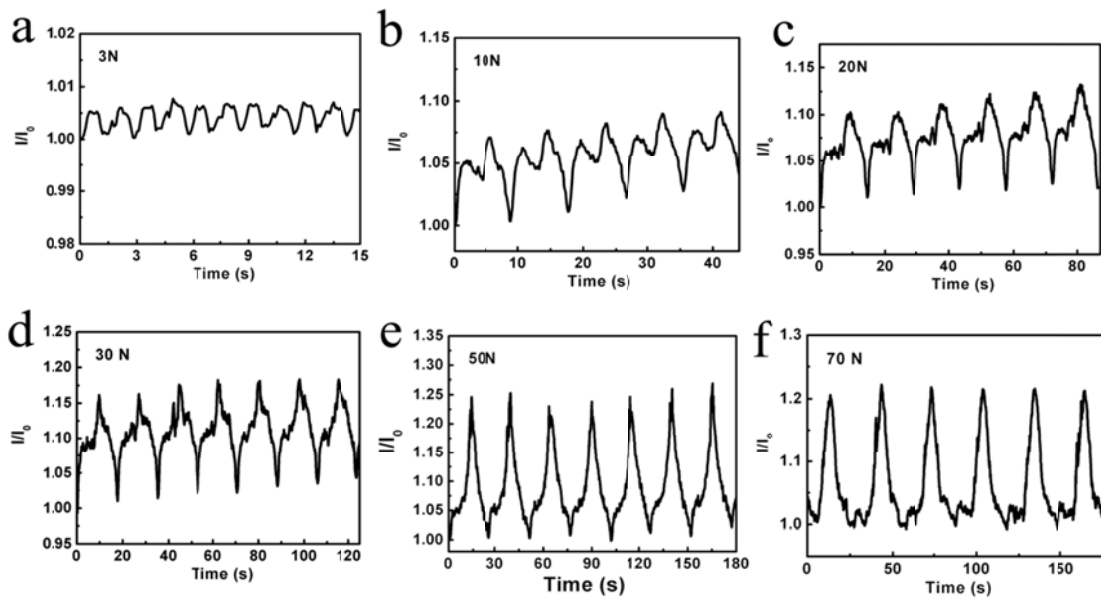 a
3N
I/I0
1.02
1.01
1.00
0.99
0.98
0 3 6 9 12 15
Time (s)
b
10N
I/I0
1.15
1.10
1.05
1.00
0 10 20 30 40
Time (s)
c
20N
I/Io
1.15
1.10
1.05
1.00
0.95
0 20 40 60 80
Time (s)
d
30 N
I/I0
1.25
1.20
1.15
1.10
1.05
1.00
0.95
0 20 40 60 80 100 120
Time (s)
e
50N
I/I0
1.35
1.30
1.25
1.20
1.15
1.10
1.05
1.00
0 30 60 90 120 150 180
Time (s)
f
70 N
I/Io
1.3
1.2
1.1
1.0
0 50 100 150
Time (s)